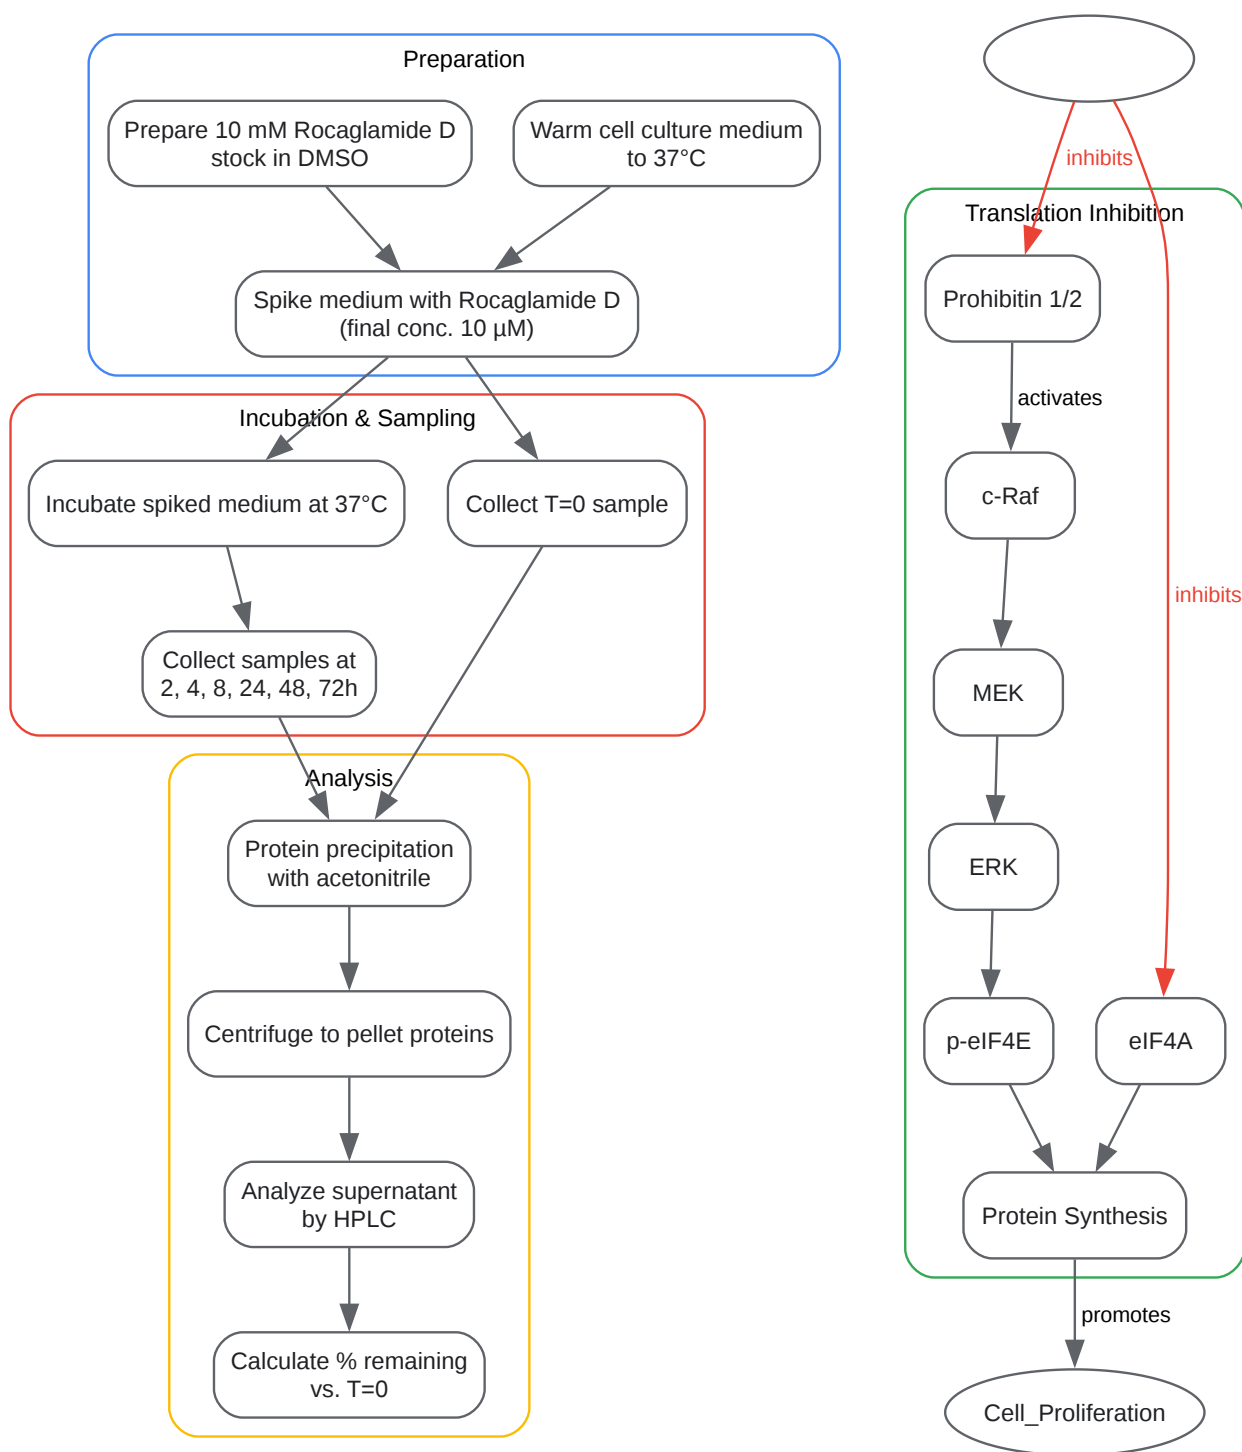 Preparation
Prepare 10 mM Rocaglamide D
stock in DMSO
Warm cell culture medium
to 37°C
Spike medium with Rocaglamide D
(final conc. 10 µM)
Incubation & Sampling
Incubate spiked medium at 37°C
Collect T=0 sample
Collect samples at
2, 4, 8, 24, 48, 72h
Analysis
Protein precipitation
with acetonitrile
Centrifuge to pellet proteins
Analyze supernatant
by HPLC
Calculate % remaining
vs. T=0
inhibits
Translation Inhibition
Prohibitin 1/2
activates
c-Raf
inhibits
MEK
ERK
p-eIF4E
eIF4A
Protein Synthesis
promotes
Cell_Proliferation